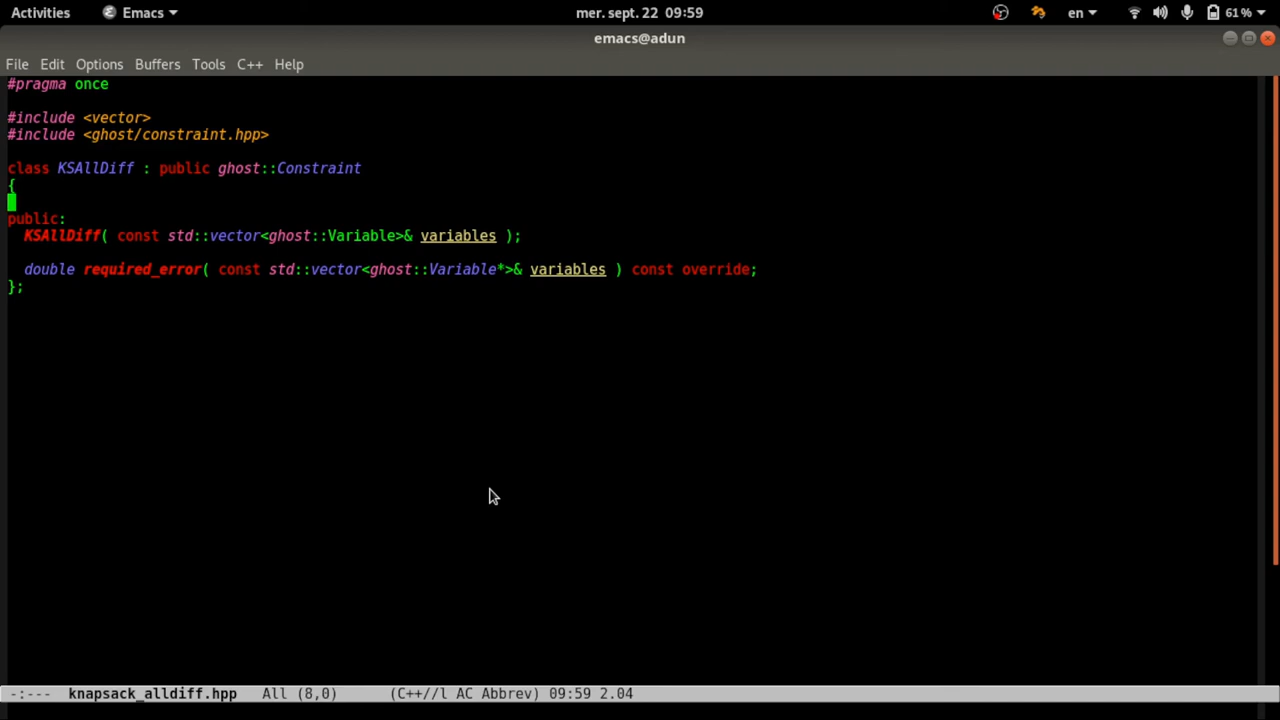 Activities Emacs mer. sept. 22 09:59 en 61 %
emacs@adun
File Edit Options Buffers Tools C++ Help
#pragma once
#include <vector>
#include <ghost/constraint.hpp>
class KSAllDiff : public ghost::Constraint
{
public:
KSAllDiff( const std::vector<ghost::Variable>& variables );
double required_error( const std::vector<ghost::Variable*>& variables ) const override;
};
-:--- knapsack_alldiff.hpp All (8,0) (C++//l AC Abbrev) 09:59 2.04